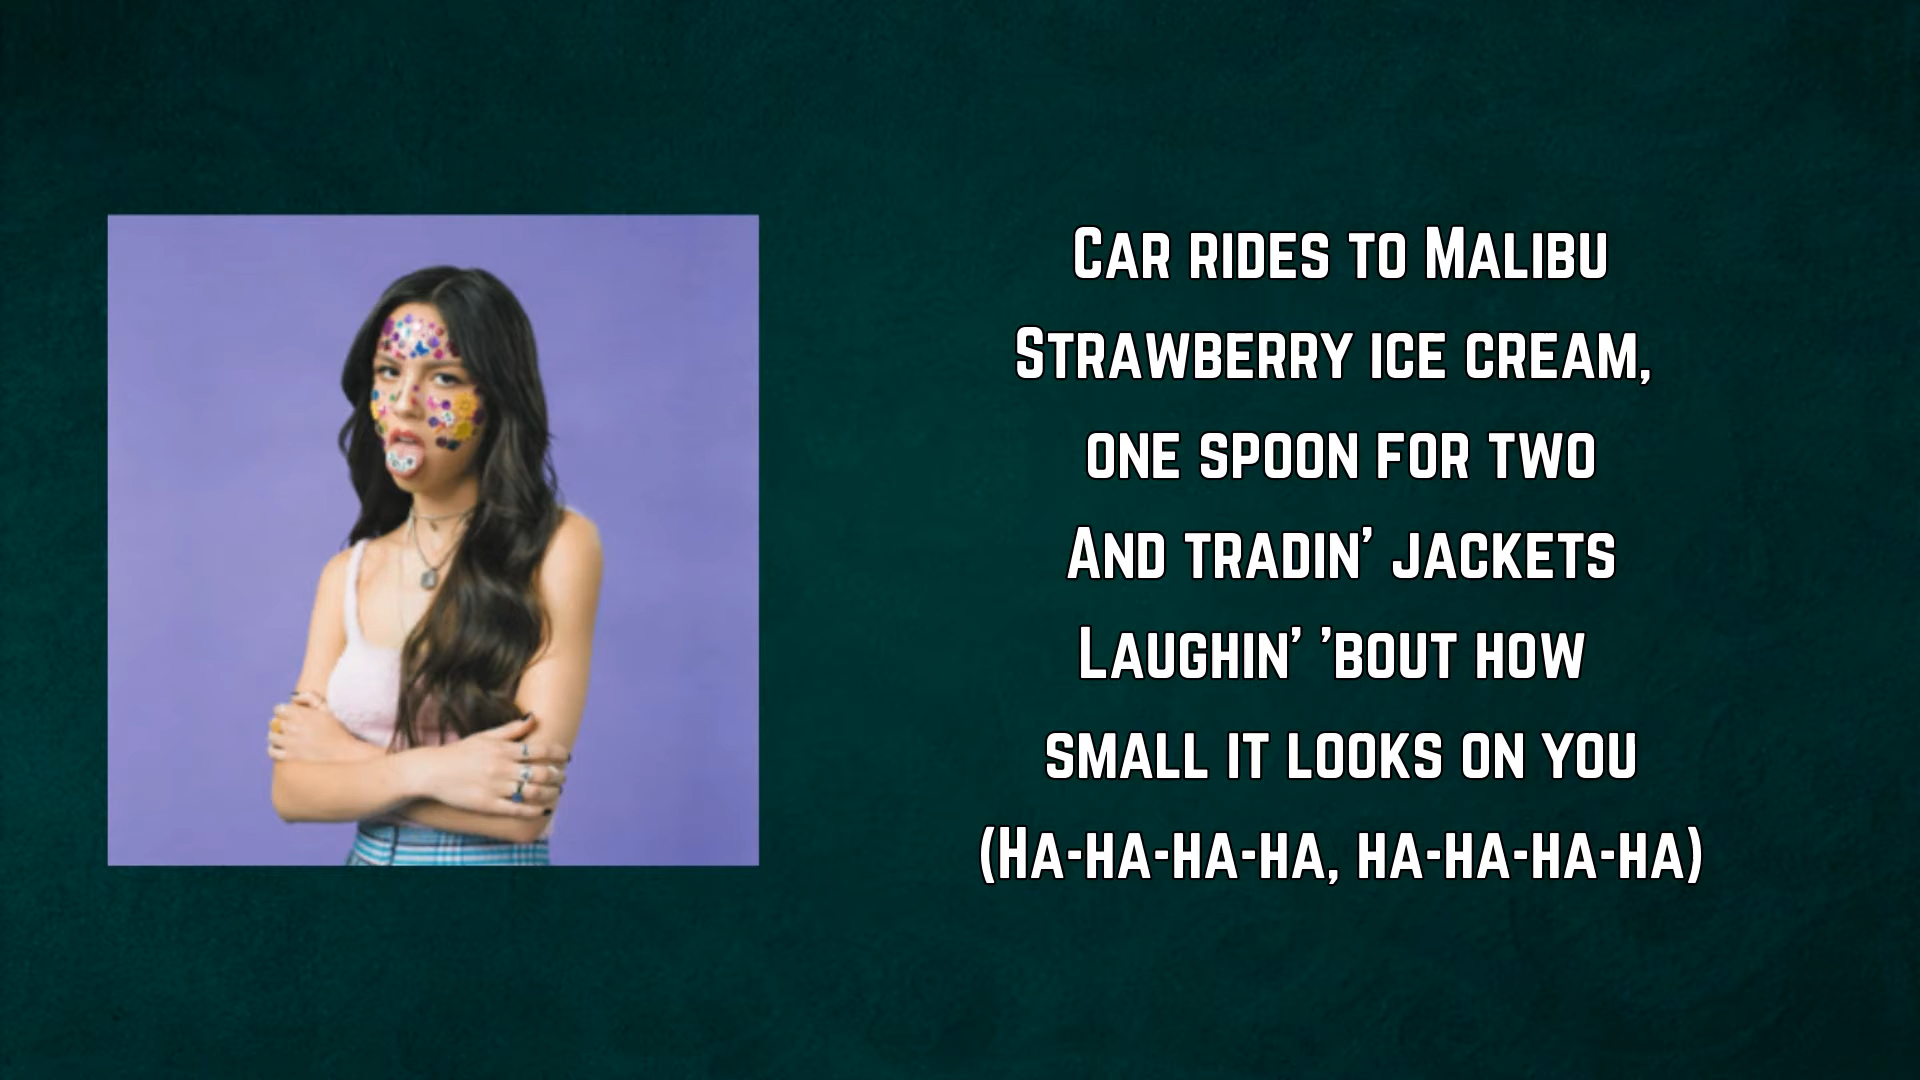 Car rides to Malibu
Strawberry ice cream,
one spoon for two
And tradin' jackets
Laughin' 'bout how
small it looks on you
(Ha-ha-ha-ha, ha-ha-ha-ha)